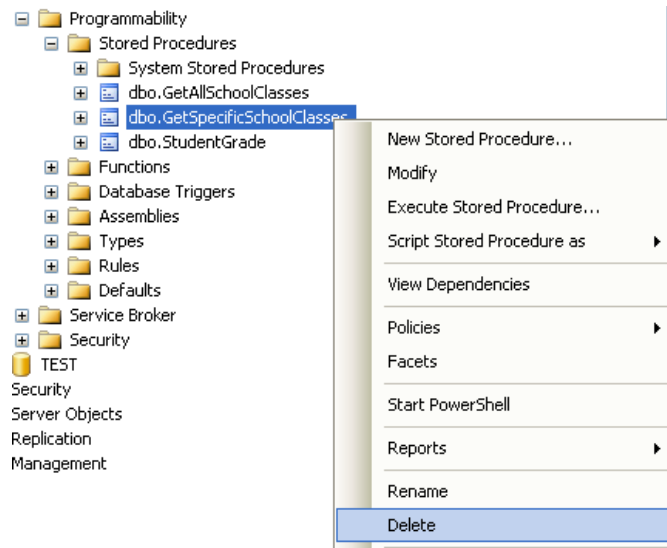 Programmability
Stored Procedures
System Stored Procedures
dbo.GetAllSchoolClasses
dbo.GetSpecificSchoolClasses
dbo.StudentGrade
Functions
Database Triggers
Assemblies
Types
Rules
Defaults
Service Broker
Security
TEST
Security
Server Objects
Replication
Management
New Stored Procedure...
Modify
Execute Stored Procedure...
Script Stored Procedure as
View Dependencies
Policies
Facets
Start PowerShell
Reports
Rename
Delete